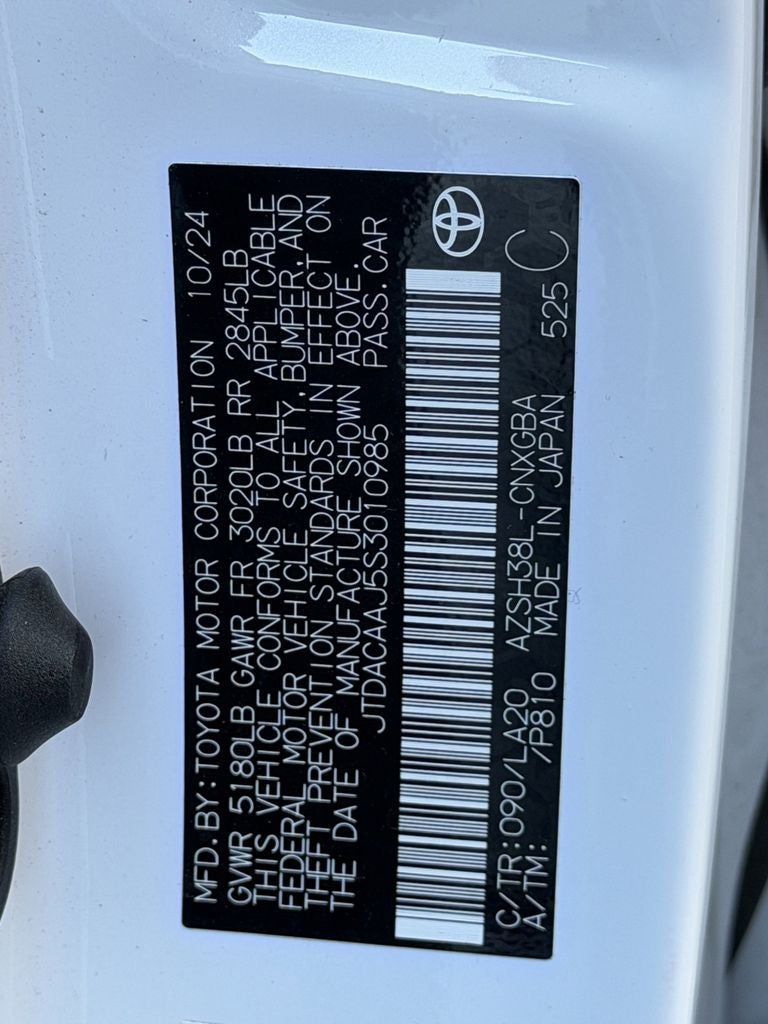 MFD.BY:TOYOTA MOTOR CORPORATION 10/24
GVWR 5180LB GAWR FR 3020LB RR 2845LB
THIS VEHICLE CONFORMS TO ALL APPLICABLE
FEDERAL MOTOR VEHICLE SAFETY,BUMPER,AND
THEFT PREVENTION STANDARDS IN EFFECT ON
THE DATE OF MANUFACTURE SHOWN ABOVE.
JTDACAAJ5S3010985 PASS.CAR
C/TR:090/LA20 AZSH38L-CNXGBA C
A/TM: /P810 MADE IN JAPAN 525